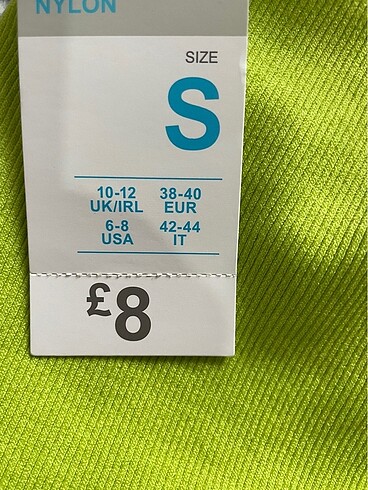 NYLON
SIZE
S
10-12 38-40
UK/IRL EUR
6-8 42-44
USA IT
£8